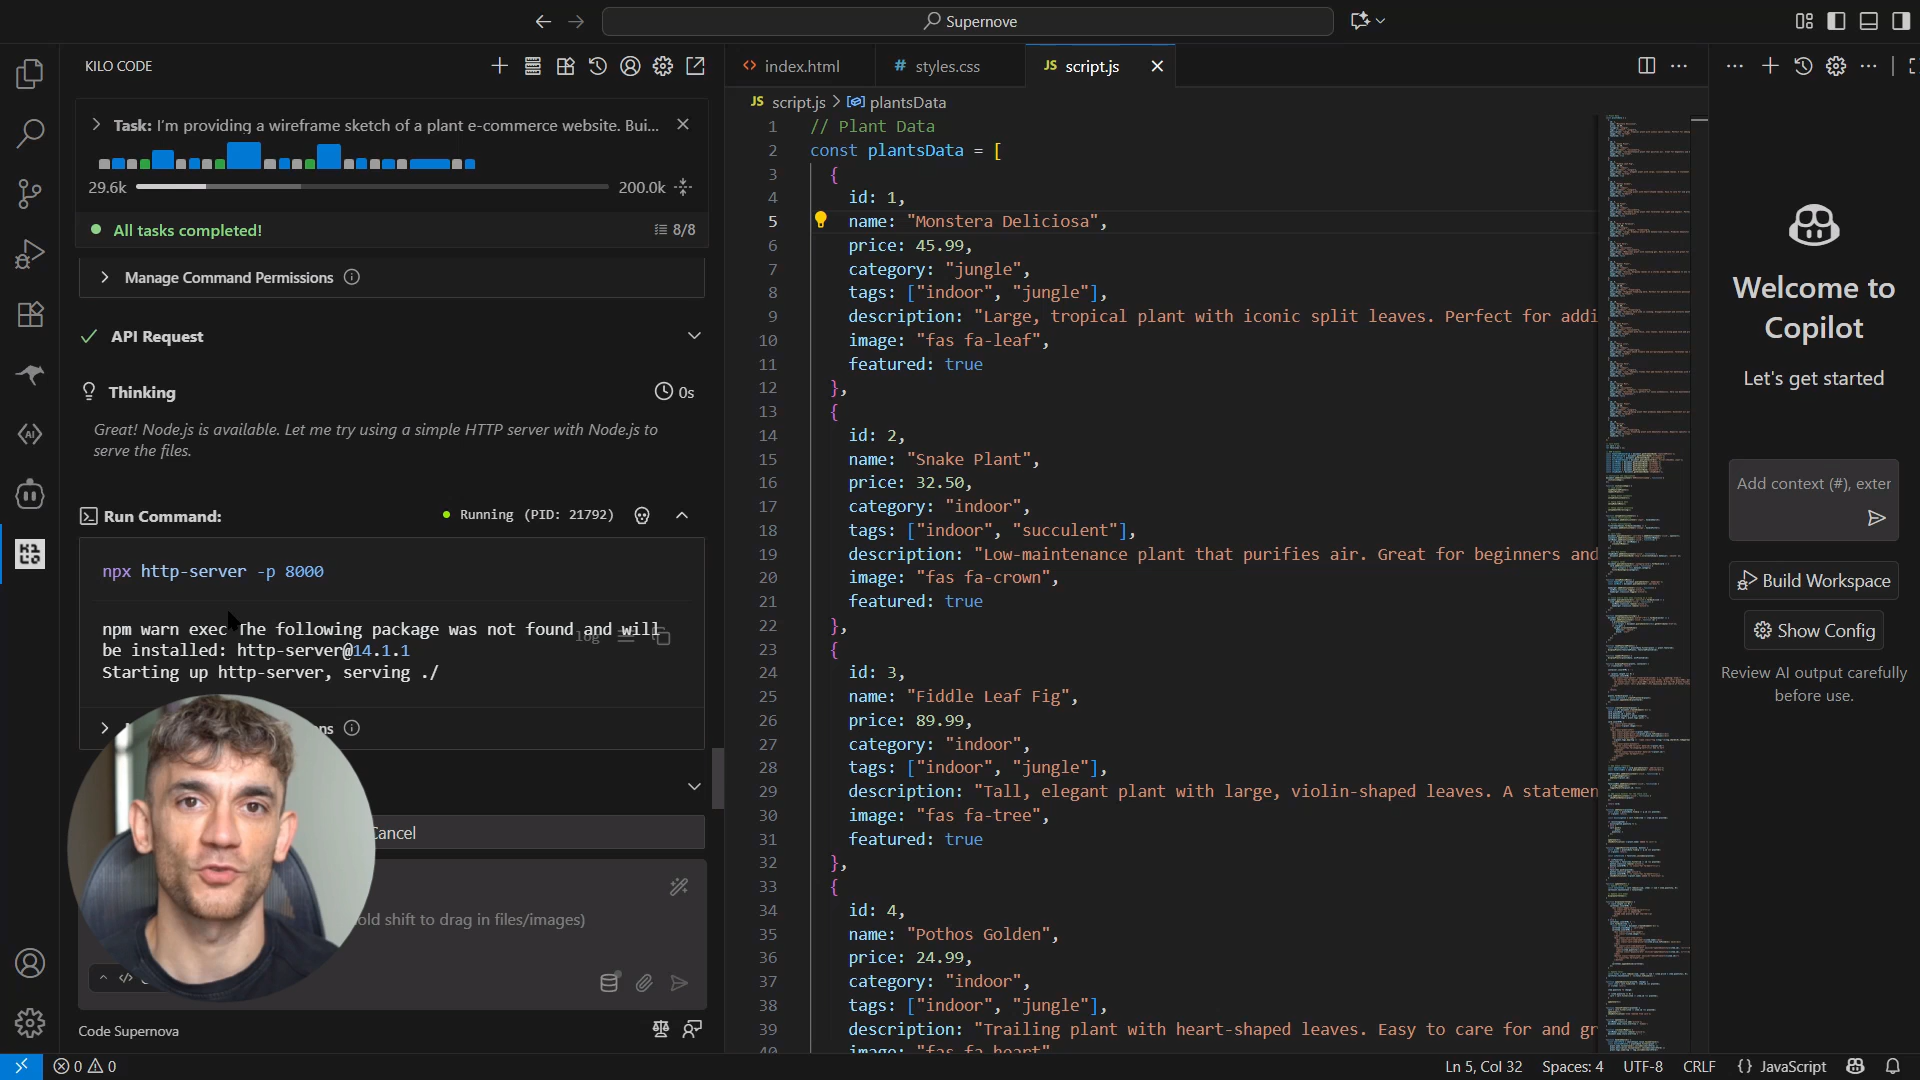 Supernove
KILO CODE
Task: I'm providing a wireframe sketch of a plant e-commerce website. Bui...
29.6k
200.0k
All tasks completed!
8/8
Manage Command Permissions
API Request
Thinking
0s
Great! Node.js is available. Let me try using a simple HTTP server with Node.js to
serve the files.
Run Command:
Running (PID: 21792)
npx http-server -p 8000
npm warn exec The following package was not found and will
be installed: http-server@14.1.1
Starting up http-server, serving ./
log
Cancel
old shift to drag in files/images)
Code Supernova
0 0
index.html
# styles.css
JS script.js
JS script.js > plantsData
1 // Plant Data
2 const plantsData = [
3 {
4 id: 1,
5 name: "Monstera Deliciosa",
6 price: 45.99,
7 category: "jungle",
8 tags: ["indoor", "jungle"],
9 description: "Large, tropical plant with iconic split leaves. Perfect for addi
10 image: "fas fa-leaf",
11 featured: true
12 },
13 {
14 id: 2,
15 name: "Snake Plant",
16 price: 32.50,
17 category: "indoor",
18 tags: ["indoor", "succulent"],
19 description: "Low-maintenance plant that purifies air. Great for beginners and
20 image: "fas fa-crown",
21 featured: true
22 },
23 {
24 id: 3,
25 name: "Fiddle Leaf Fig",
26 price: 89.99,
27 category: "indoor",
28 tags: ["indoor", "jungle"],
29 description: "Tall, elegant plant with large, violin-shaped leaves. A statemen
30 image: "fas fa-tree",
31 featured: true
32 },
33 {
34 id: 4,
35 name: "Pothos Golden",
36 price: 24.99,
37 category: "indoor",
38 tags: ["indoor", "jungle"],
39 description: "Trailing plant with heart-shaped leaves. Easy to care for and gr
40 image: "fas fa-heart"
Welcome to
Copilot
Let's get started
Add context (#), exter
Build Workspace
Show Config
Review AI output carefully
before use.
Ln 5, Col 32 Spaces: 4 UTF-8 CRLF {} JavaScript